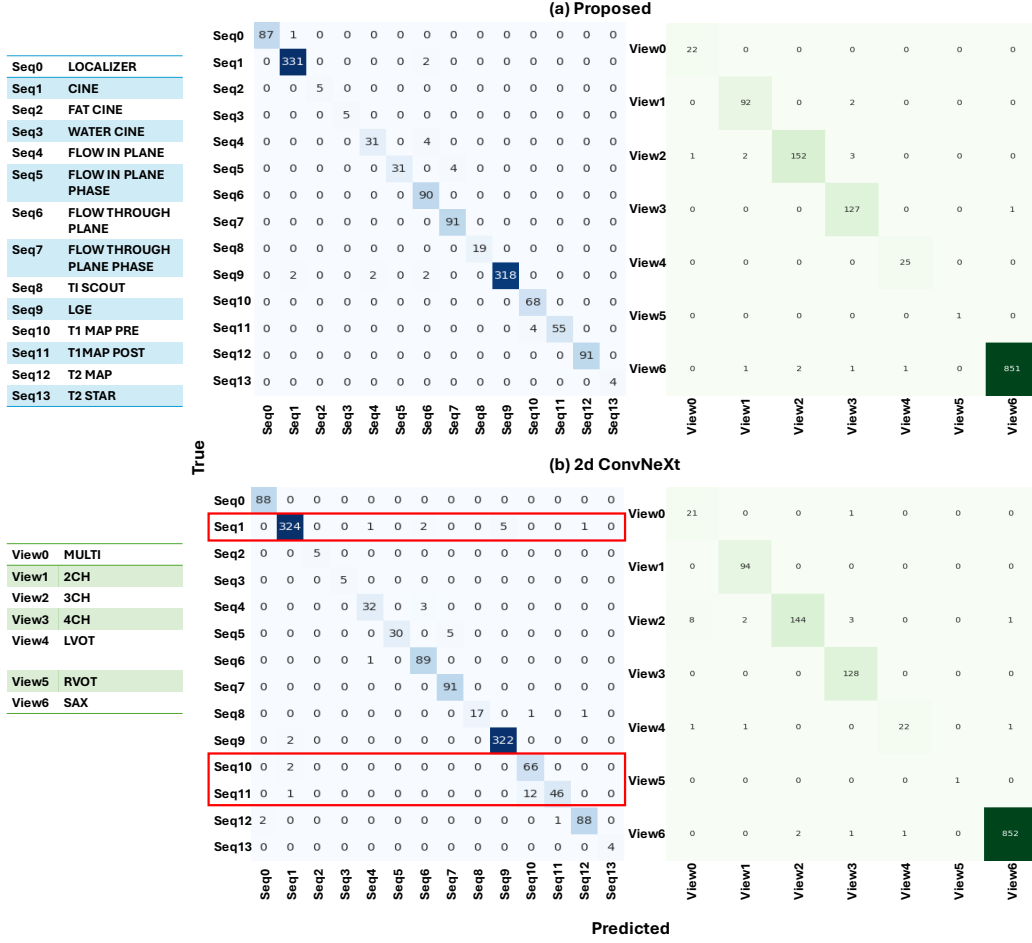 (a) Proposed
Seq0 LOCALIZER
Seq1 CINE
Seq2 FAT CINE
Seq3 WATER CINE
Seq4 FLOW IN PLANE
Seq5 FLOW IN PLANE
PHASE
Seq6 FLOW THROUGH
PLANE
Seq7 FLOW THROUGH
PLANE PHASE
Seq8 TI SCOUT
Seq9 LGE
Seq10 T1 MAP PRE
Seq11 T1MAP POST
Seq12 T2 MAP
Seq13 T2 STAR
Seq0 87 1 0 0 0 0 0 0 0 0 0 0 0 0
Seq1 0 331 0 0 0 0 2 0 0 0 0 0 0 0
Seq2 0 0 5 0 0 0 0 0 0 0 0 0 0 0
Seq3 0 0 0 5 0 0 0 0 0 0 0 0 0 0
Seq4 0 0 0 0 31 0 4 0 0 0 0 0 0 0
Seq5 0 0 0 0 0 31 0 4 0 0 0 0 0 0
Seq6 0 0 0 0 0 0 90 0 0 0 0 0 0 0
Seq7 0 0 0 0 0 0 0 91 0 0 0 0 0 0
Seq8 0 0 0 0 0 0 0 0 19 0 0 0 0 0
Seq9 0 2 0 0 2 0 2 0 0 318 0 0 0 0
Seq10 0 0 0 0 0 0 0 0 0 0 68 0 0 0
Seq11 0 0 0 0 0 0 0 0 0 0 4 55 0 0
Seq12 0 0 0 0 0 0 0 0 0 0 0 0 91 0
Seq13 0 0 0 0 0 0 0 0 0 0 0 0 0 4
Seq0 Seq1 Seq2 Seq3 Seq4 Seq5 Seq6 Seq7 Seq8 Seq9 Seq10 Seq11 Seq12 Seq13
View0 22 0 0 0 0 0 0
View1 0 92 0 2 0 0 0
View2 1 2 152 3 0 0 0
View3 0 0 0 127 0 0 1
View4 0 0 0 0 25 0 0
View5 0 0 0 0 0 1 0
View6 0 1 2 1 1 0 851
View0 View1 View2 View3 View4 View5 View6
True
(b) 2d ConvNeXt
View0 MULTI
View1 2CH
View2 3CH
View3 4CH
View4 LVOT
View5 RVOT
View6 SAX
Seq0 88 0 0 0 0 0 0 0 0 0 0 0 0 0
Seq1 0 324 0 0 1 0 2 0 0 5 0 0 1 0
Seq2 0 0 5 0 0 0 0 0 0 0 0 0 0 0
Seq3 0 0 0 5 0 0 0 0 0 0 0 0 0 0
Seq4 0 0 0 0 32 0 3 0 0 0 0 0 0 0
Seq5 0 0 0 0 0 30 0 5 0 0 0 0 0 0
Seq6 0 0 0 0 1 0 89 0 0 0 0 0 0 0
Seq7 0 0 0 0 0 0 0 91 0 0 0 0 0 0
Seq8 0 0 0 0 0 0 0 0 17 0 1 0 1 0
Seq9 0 2 0 0 0 0 0 0 0 322 0 0 0 0
Seq10 0 2 0 0 0 0 0 0 0 0 66 0 0 0
Seq11 0 1 0 0 0 0 0 0 0 0 12 46 0 0
Seq12 2 0 0 0 0 0 0 0 0 0 0 1 88 0
Seq13 0 0 0 0 0 0 0 0 0 0 0 0 0 4
Seq0 Seq1 Seq2 Seq3 Seq4 Seq5 Seq6 Seq7 Seq8 Seq9 Seq10 Seq11 Seq12 Seq13
View0 21 0 0 1 0 0 0
View1 0 94 0 0 0 0 0
View2 8 2 144 3 0 0 1
View3 0 0 0 128 0 0 0
View4 1 1 0 0 22 0 1
View5 0 0 0 0 0 1 0
View6 0 0 2 1 1 0 852
View0 View1 View2 View3 View4 View5 View6
Predicted